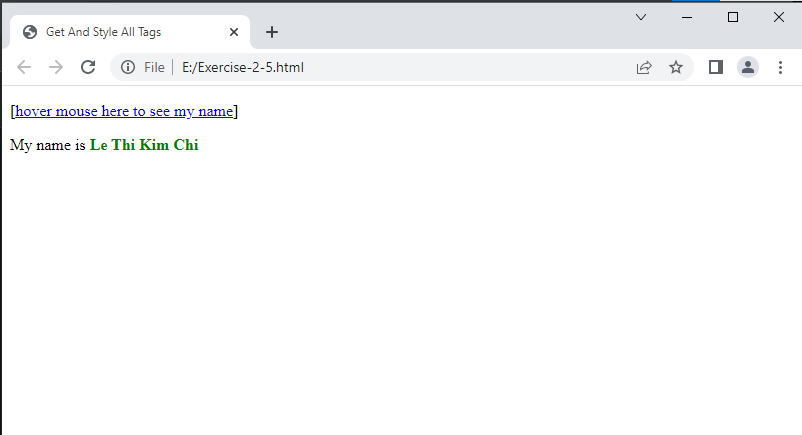 Get And Style All Tags
File E:/Exercise-2-5.html
[hover mouse here to see my name]
My name is Le Thi Kim Chi